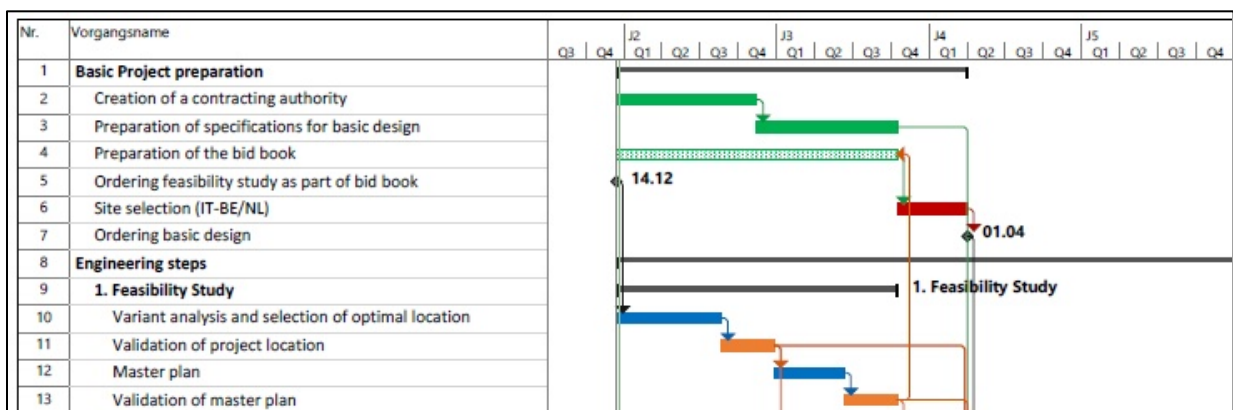 Nr. Vorgangsname J2 J3 J4 J5
Q3 Q4 Q1 Q2 Q3 Q4 Q1 Q2 Q3 Q4 Q1 Q2 Q3 Q4 Q1 Q2 Q3 Q4
1 Basic Project preparation
2 Creation of a contracting authority
3 Preparation of specifications for basic design
4 Preparation of the bid book
5 Ordering feasibility study as part of bid book 14.12
6 Site selection (IT-BE/NL)
7 Ordering basic design 01.04
8 Engineering steps
9 1. Feasibility Study 1. Feasibility Study
10 Variant analysis and selection of optimal location
11 Validation of project location
12 Master plan
13 Validation of master plan